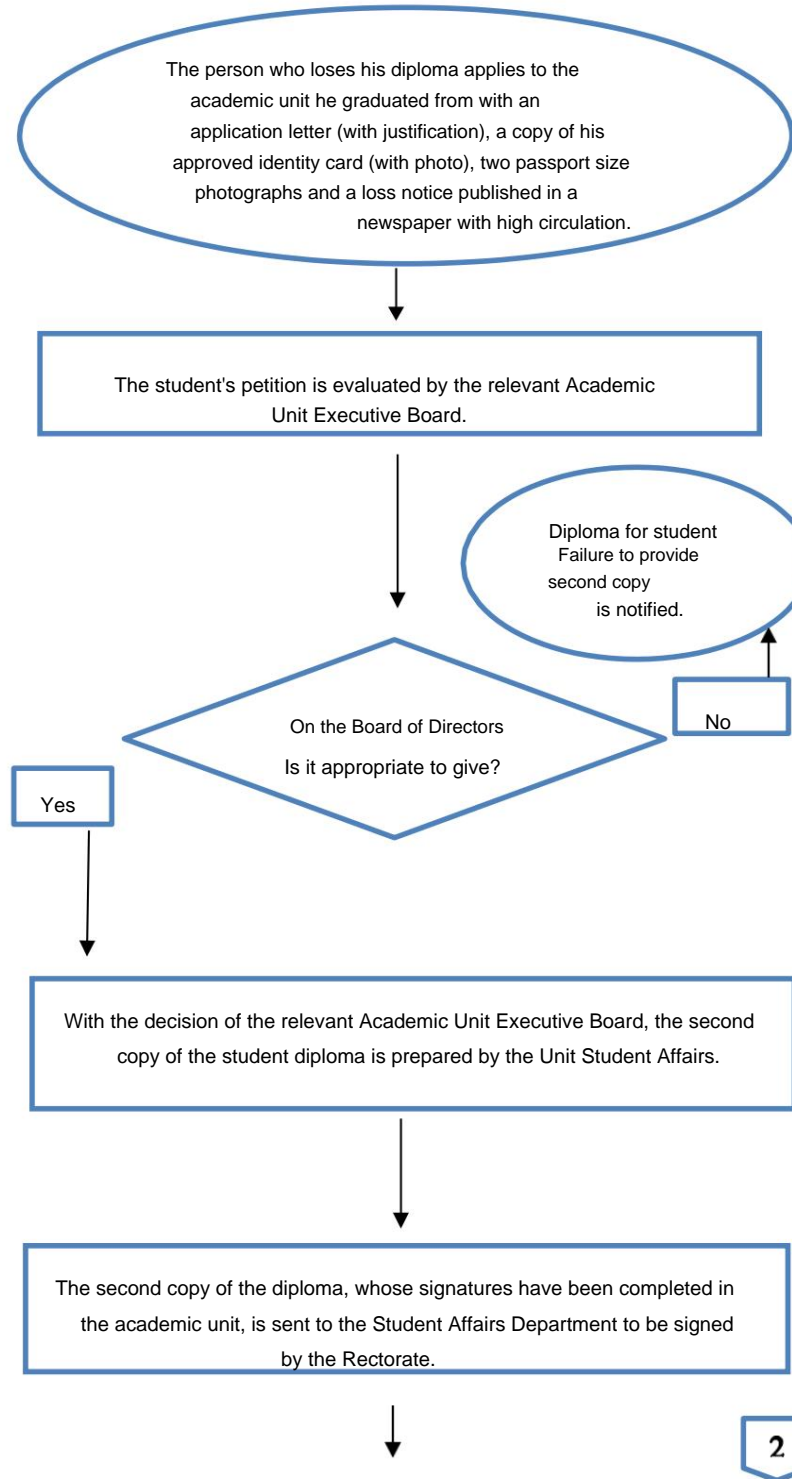 The person who loses his diploma applies to the
academic unit he graduated from with an
application letter (with justification), a copy of his
approved identity card (with photo), two passport size
photographs and a loss notice published in a
newspaper with high circulation.
The student's petition is evaluated by the relevant Academic
Unit Executive Board.
Diploma for student
Failure to provide
second copy
is notified.
On the Board of Directors
Is it appropriate to give?
No
Yes
With the decision of the relevant Academic Unit Executive Board, the second
copy of the student diploma is prepared by the Unit Student Affairs.
The second copy of the diploma, whose signatures have been completed in
the academic unit, is sent to the Student Affairs Department to be signed
by the Rectorate.
2